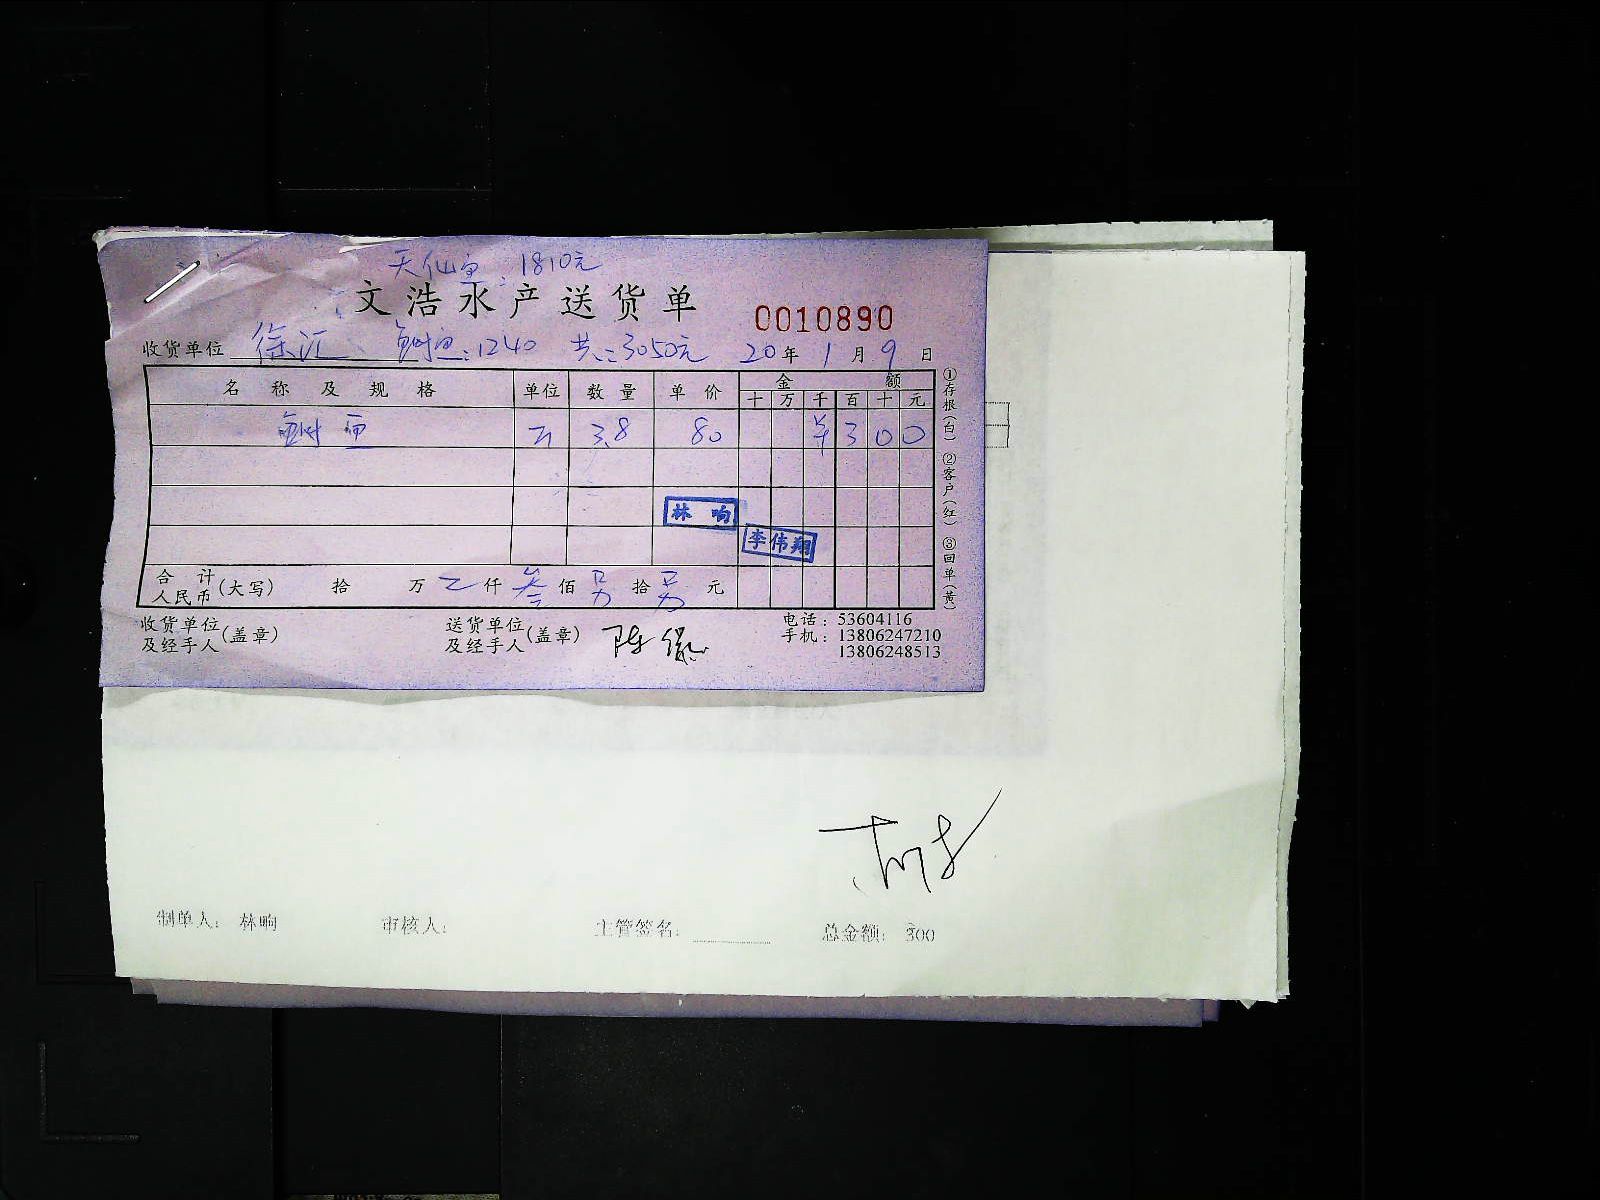 天仙鱼:1810元
文浩水产送货单
0010890
收货单位 徐汇 鲥鱼:1240 共:3050元 20年1月9日
名称及规格 单位 数量 单价 金额
十 万 千 百 十 元
鲥鱼 斤 3.8 80 ¥ 3 0 0
林响
李伟翔
合计人民币(大写) 拾 万 仟 叁 佰 另 拾 另 元
收货单位及经手人(盖章) 送货单位及经手人(盖章) 陈
电话:53604116
手机:13806247210
13806248513
①存根(白) ②客户(红) ③回单(黄)
制单人: 林响 审核人: 主管签名: 总金额: 300